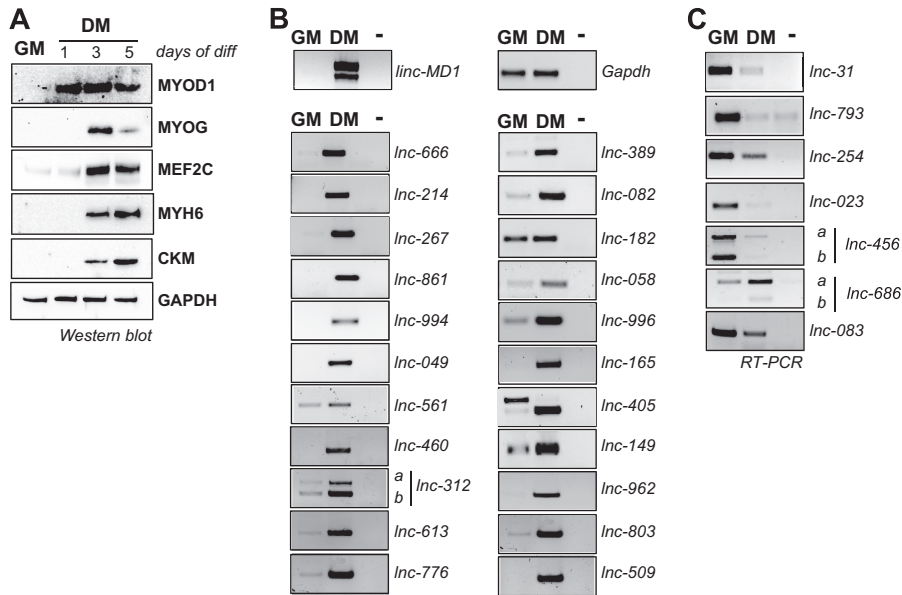 A
DM
GM 1 3 5 days of diff
MYOD1
MYOG
MEF2C
MYH6
CKM
GAPDH
Western blot
B
GM DM -
linc-MD1
GM DM -
lnc-666
lnc-214
lnc-267
lnc-861
lnc-994
lnc-049
lnc-561
lnc-460
a
b
lnc-312
lnc-613
lnc-776
GM DM -
Gapdh
GM DM -
lnc-389
lnc-082
lnc-182
lnc-058
lnc-996
lnc-165
lnc-405
lnc-149
lnc-962
lnc-803
lnc-509
C
GM DM -
lnc-31
lnc-793
lnc-254
lnc-023
a
b
lnc-456
a
b
lnc-686
lnc-083
RT-PCR